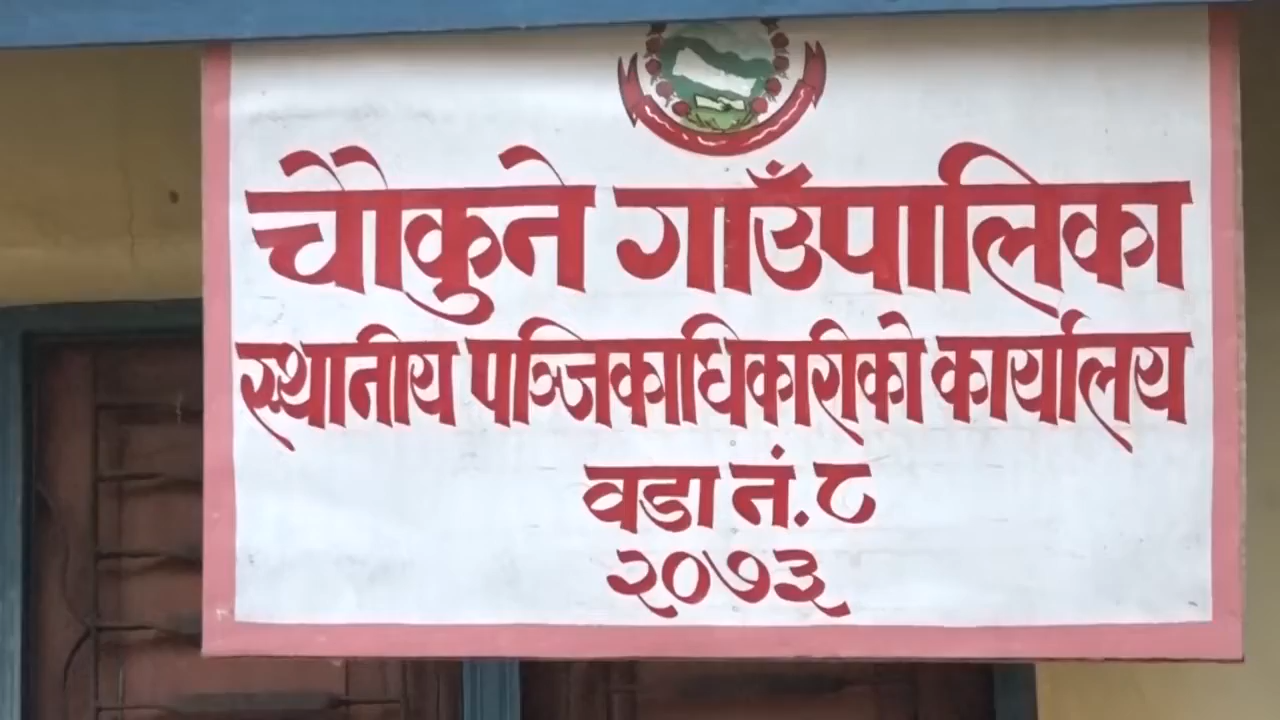 चौकुने गाउँपालिका
स्थानीय पञ्जिकाधिकारीको कार्यालय
वडा नं. ८
२०७३